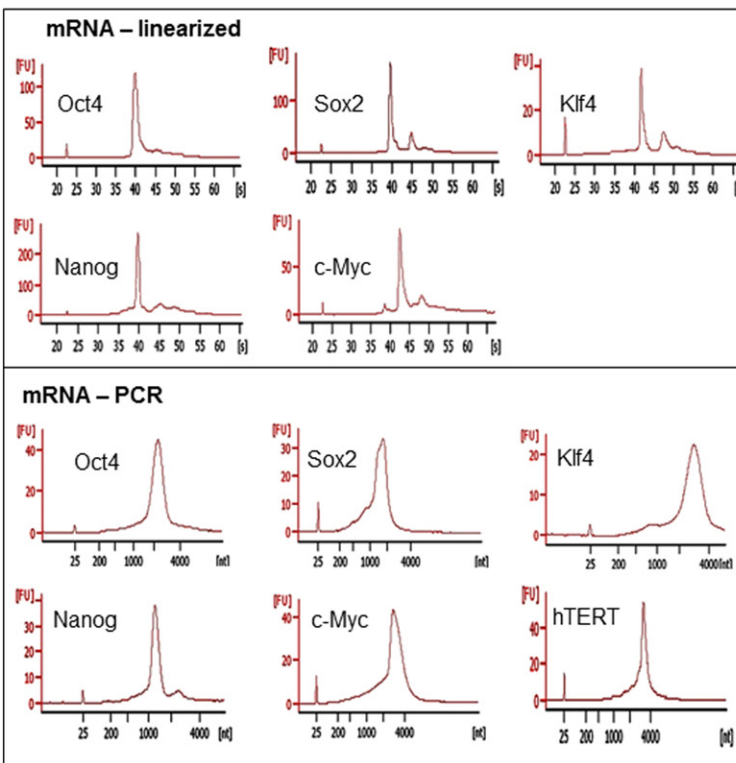 mRNA – linearized
[FU] [FU] [FU]
Oct4 Sox2 Klf4
100 100 40
50 20
0 0 0
20 25 30 35 40 45 50 55 60 [s] 20 25 30 35 40 45 50 55 60 [s] 20 25 30 35 40 45 50 55 60
[FU] [FU]
Nanog c-Myc
200 50
100
0 0
20 25 30 35 40 45 50 55 60 [s] 20 25 30 35 40 45 50 55 60 [s]
mRNA – PCR
[FU] [FU] [FU]
Oct4 Sox2 Klf4
40 30 20
20 20 10
10
0 0 0
25 200 1000 4000 [nt] 25 200 1000 4000 [nt] 25 200 1000 4000 [nt]
[FU] [FU] [FU]
Nanog c-Myc hTERT
30 40 40
20 20 20
10
0 0 0
25 200 1000 4000 [nt] 25 200 1000 4000 [nt] 25 200 1000 4000 [nt]